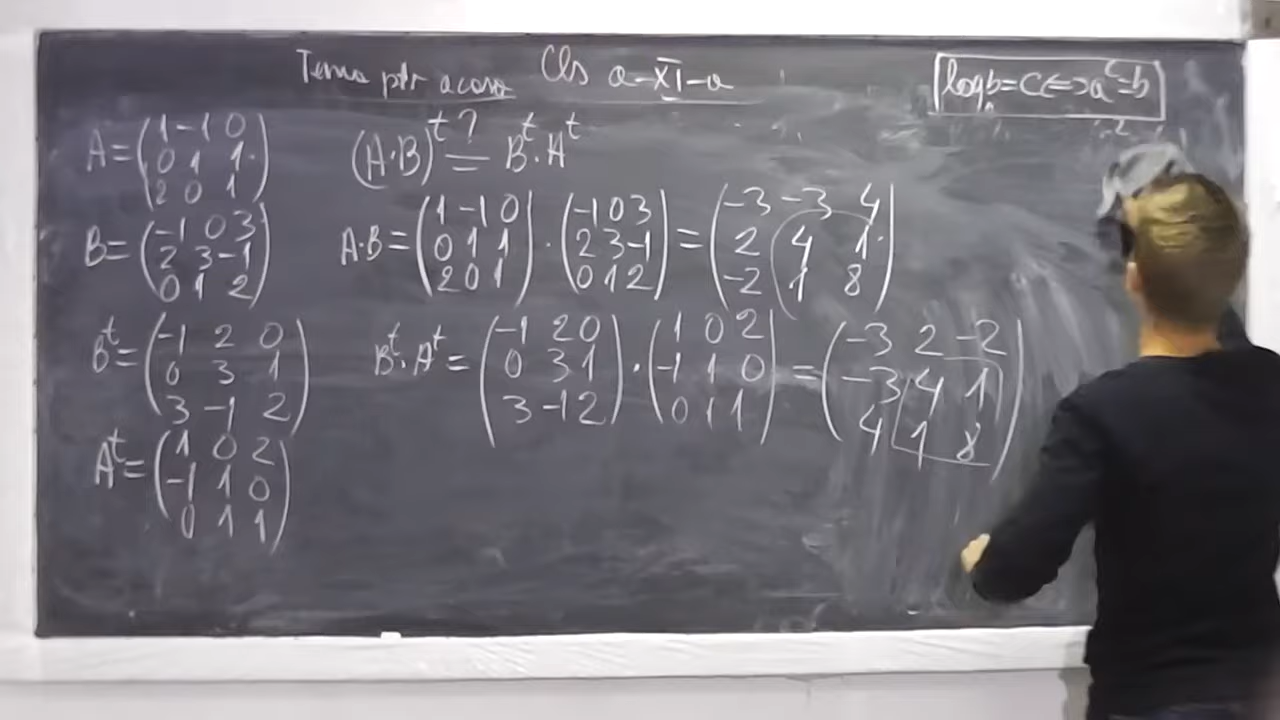 Tema ptr acasa Cls a-XI-a
log_a b=c<=>a^c=b
A=(1 -1 0
0 1 1
2 0 1)
(A·B)^t ?= B^t·A^t
B=(-1 0 3
2 3 -1
0 1 2)
A·B=(1 -1 0
0 1 1
2 0 1)·(-1 0 3
2 3 -1
0 1 2)=(-3 -3 4
2 4 1
-2 1 8)
B^t=(-1 2 0
0 3 1
3 -1 2)
B^t·A^t=(-1 2 0
0 3 1
3 -1 2)·(1 0 2
-1 1 0
0 1 1)=(-3 2 -2
-3 4 1
4 1 8)
A^t=(1 0 2
-1 1 0
0 1 1)